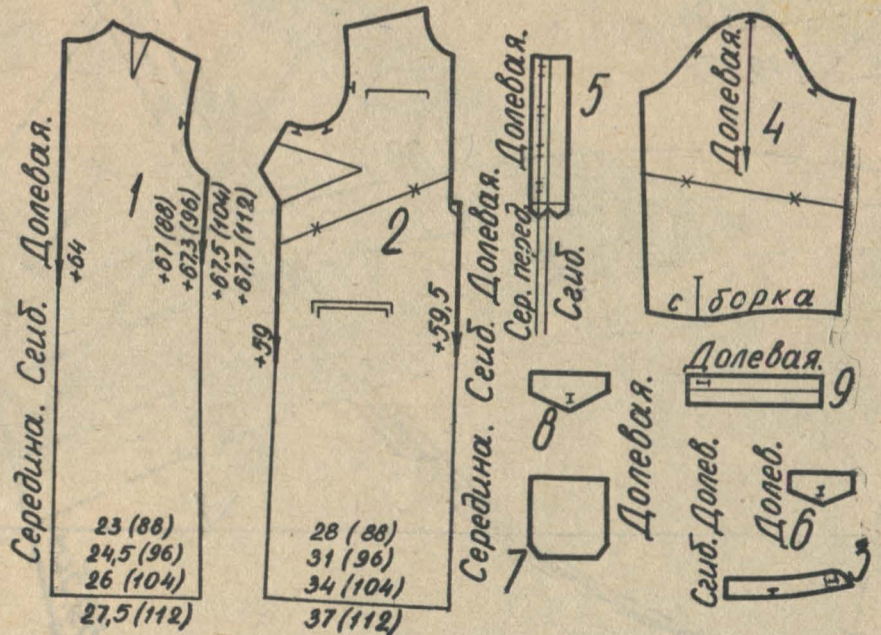 Середина. Сгиб. Долевая.
1
+64
+67 (88)
+67,3 (96)
+67,5 (104)
+67,7 (112)
23 (88)
24,5 (96)
26 (104)
27,5 (112)
2
+59
+59,5
28 (88)
31 (96)
34 (104)
37 (112)
Середина. Сгиб. Долевая.
5
Долевая.
Сер. перед
Сгиб.
Долевая.
4
сборка
8
7
Долевая.
Долевая.
9
Долев.
6
Сгиб. Долев.